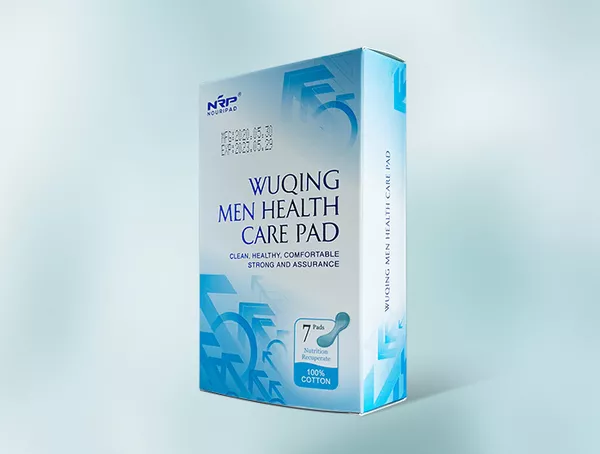 NRP®
NOURIPAD
MFG:2020.05.30
EXP:2023.05.29
WUQING
MEN HEALTH
CARE PAD
CLEAN, HEALTHY, COMFORTABLE
STRONG AND ASSURANCE
7 Pads
Nutrition
Recuperate
100%
COTTON
WUQING MEN HEALTH CARE PAD